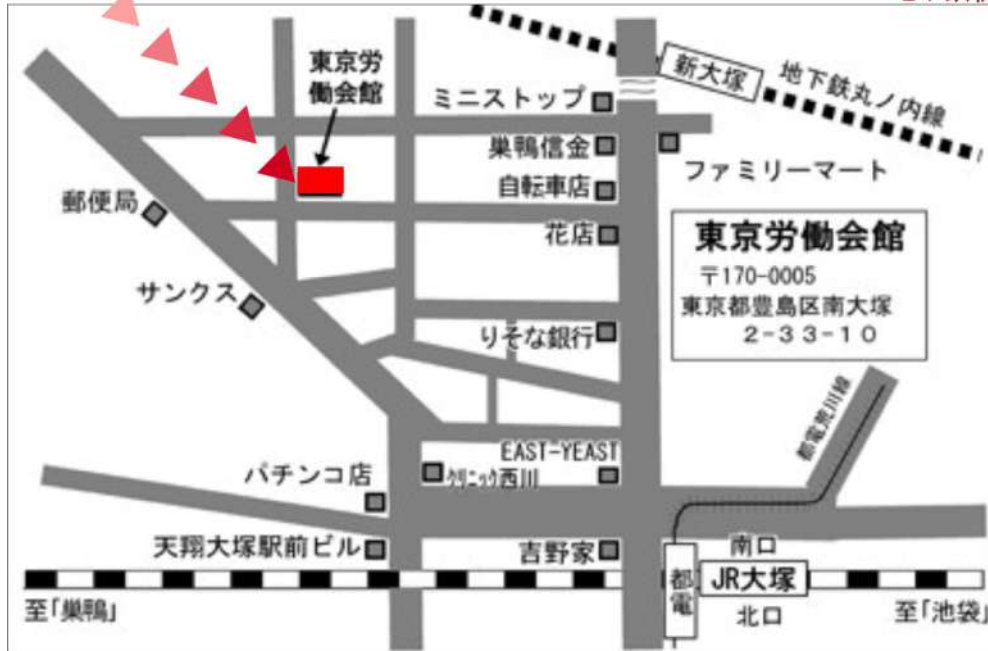 東京労
働会館
新大塚
地下鉄丸ノ内線
ミニストップ
巣鴨信金
ファミリーマート
自転車店
郵便局
花店
東京労働会館
〒170-0005
東京都豊島区南大塚
2-33-10
サンクス
りそな銀行
都電荒川線
EAST-YEAST
パチンコ店
クリニック西川
天翔大塚駅前ビル
吉野家
南口
都電
JR大塚
至「巣鴨」
北口
至「池袋」